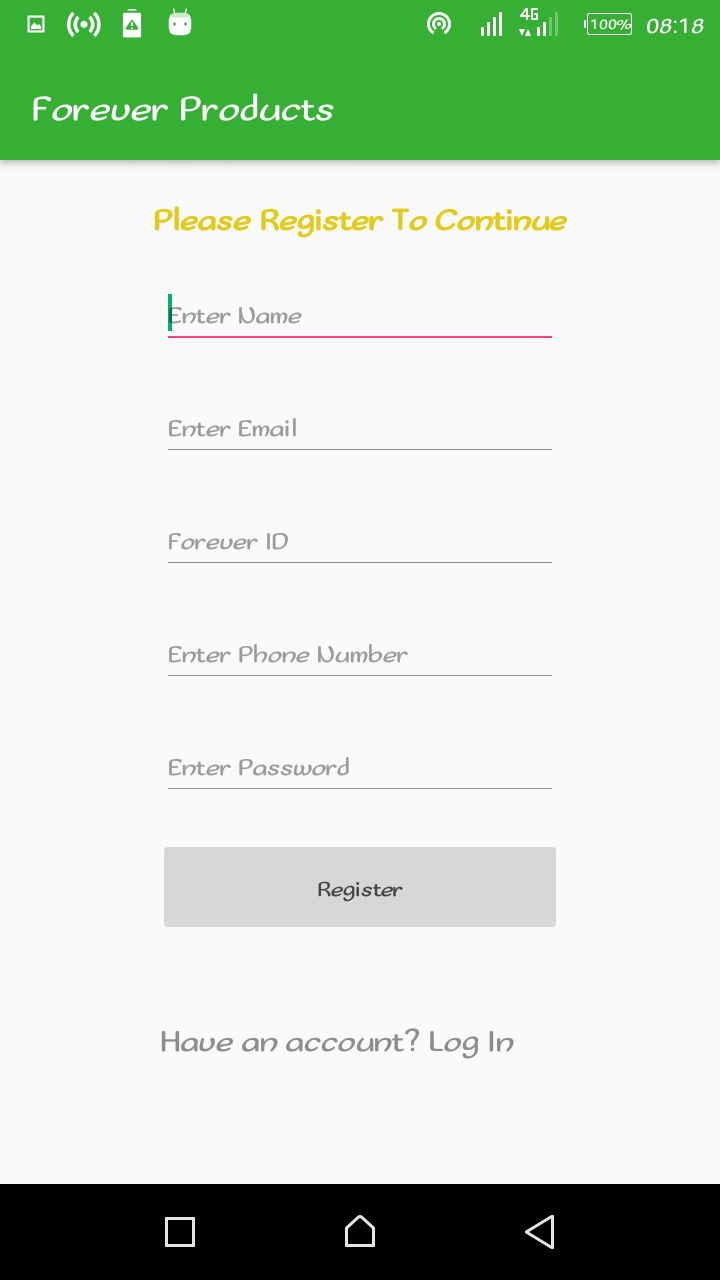 4G 100% 08:18
Forever Products
Please Register To Continue
Enter Name
Enter Email
Forever ID
Enter Phone Number
Enter Password
Register
Have an account? Log In